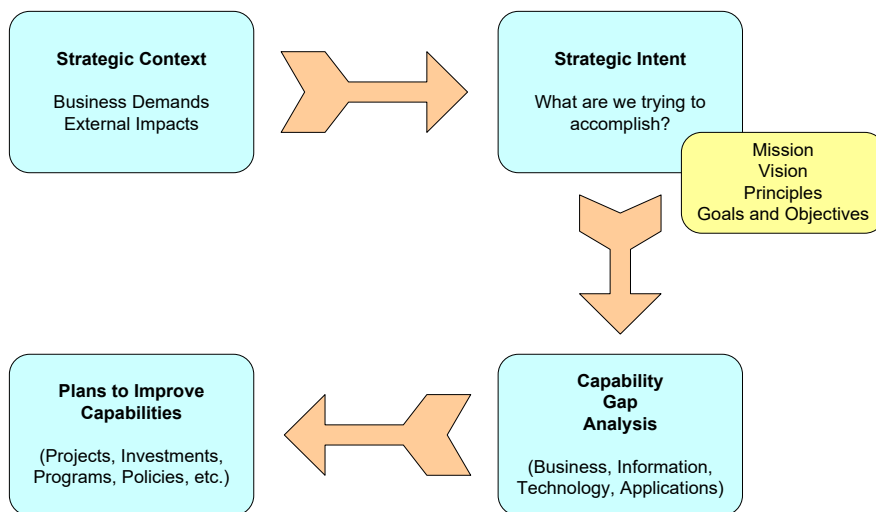 Strategic Context
Business Demands
External Impacts
Strategic Intent
What are we trying to
accomplish?
Mission
Vision
Principles
Goals and Objectives
Plans to Improve
Capabilities
(Projects, Investments,
Programs, Policies, etc.)
Capability
Gap
Analysis
(Business, Information,
Technology, Applications)